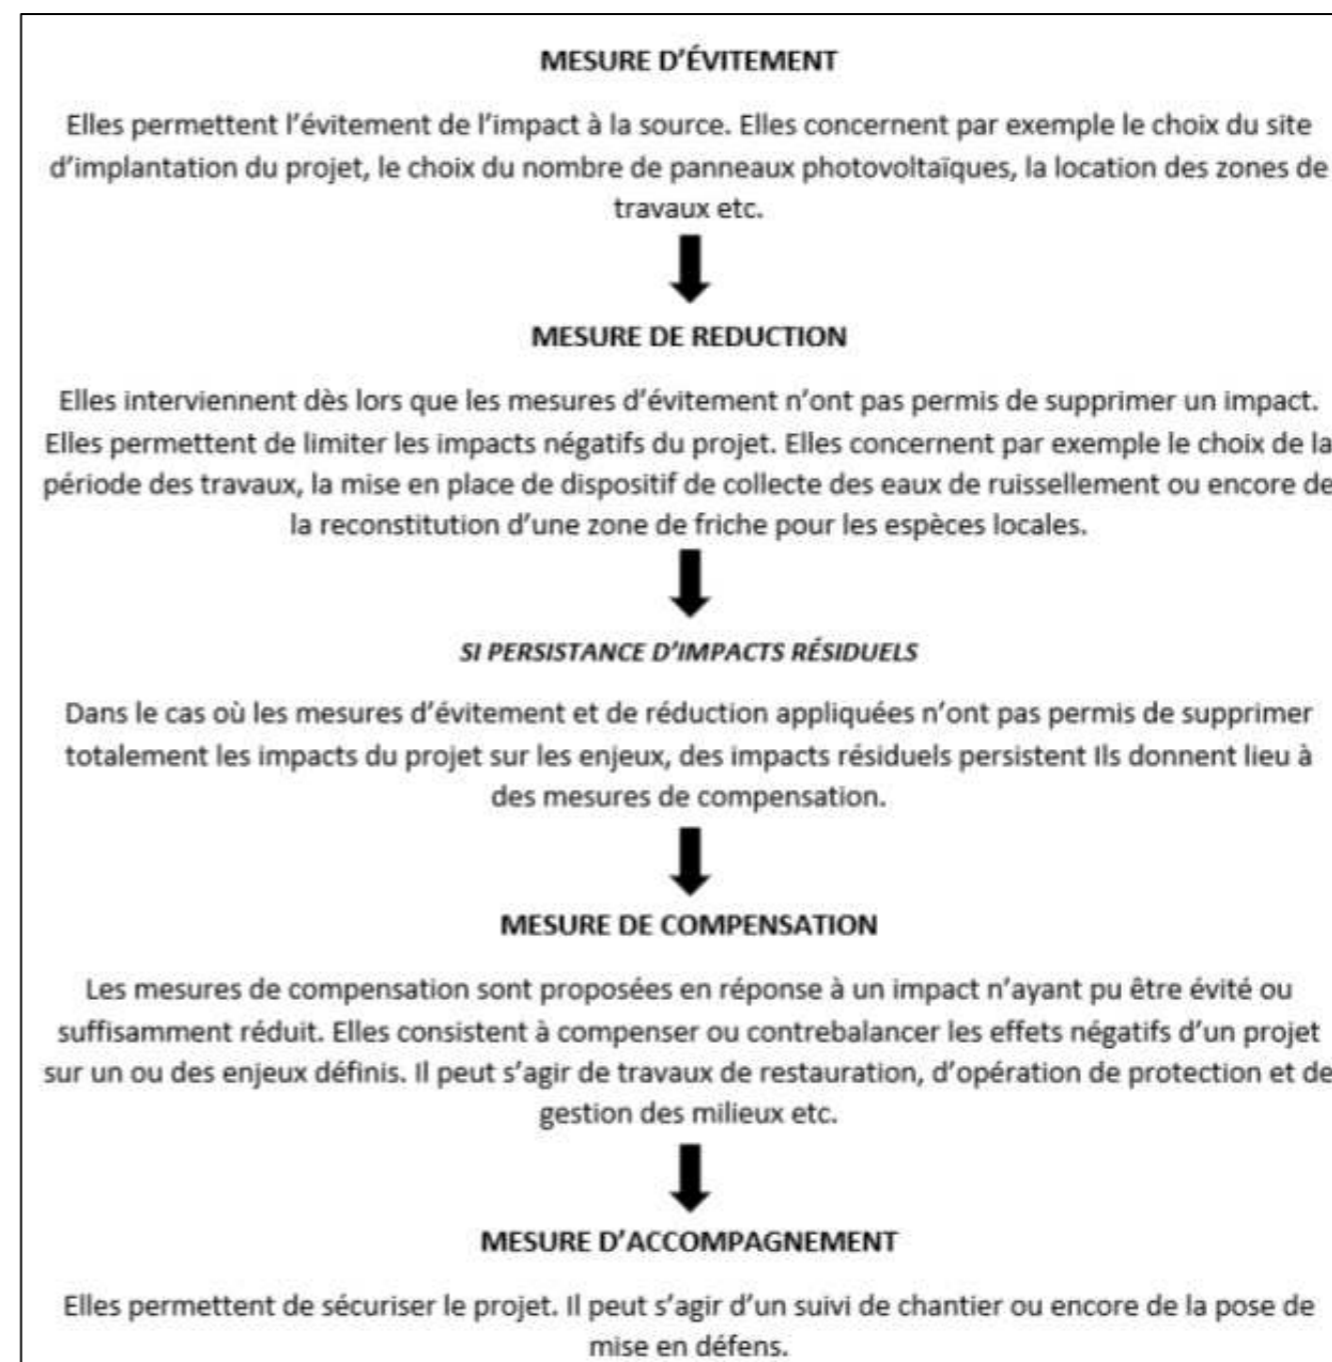 MESURE D'ÉVITEMENT
Elles permettent l'évitement de l'impact à la source. Elles concernent par exemple le choix du site
d'implantation du projet, le choix du nombre de panneaux photovoltaïques, la location des zones de
travaux etc.
MESURE DE REDUCTION
Elles interviennent dès lors que les mesures d'évitement n'ont pas permis de supprimer un impact.
Elles permettent de limiter les impacts négatifs du projet. Elles concernent par exemple le choix de la
période des travaux, la mise en place de dispositif de collecte des eaux de ruissellement ou encore de
la reconstitution d'une zone de friche pour les espèces locales.
SI PERSISTANCE D'IMPACTS RÉSIDUELS
Dans le cas où les mesures d'évitement et de réduction appliquées n'ont pas permis de supprimer
totalement les impacts du projet sur les enjeux, des impacts résiduels persistent Ils donnent lieu à
des mesures de compensation.
MESURE DE COMPENSATION
Les mesures de compensation sont proposées en réponse à un impact n'ayant pu être évité ou
suffisamment réduit. Elles consistent à compenser ou contrebalancer les effets négatifs d'un projet
sur un ou des enjeux définis. Il peut s'agir de travaux de restauration, d'opération de protection et de
gestion des milieux etc.
MESURE D'ACCOMPAGNEMENT
Elles permettent de sécuriser le projet. Il peut s'agir d'un suivi de chantier ou encore de la pose de
mise en défens.